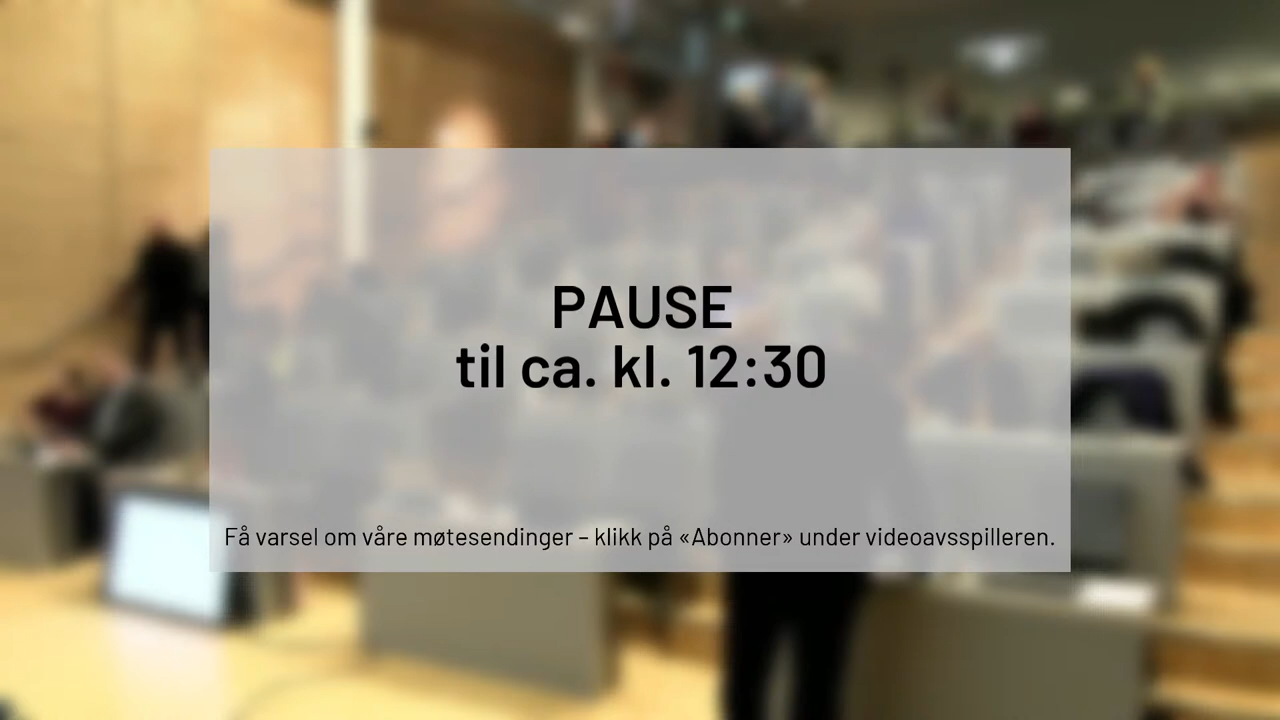 PAUSE
til ca. kl. 12:30
Få varsel om våre møtesendinger – klikk på «Abonner» under videoavsspilleren.